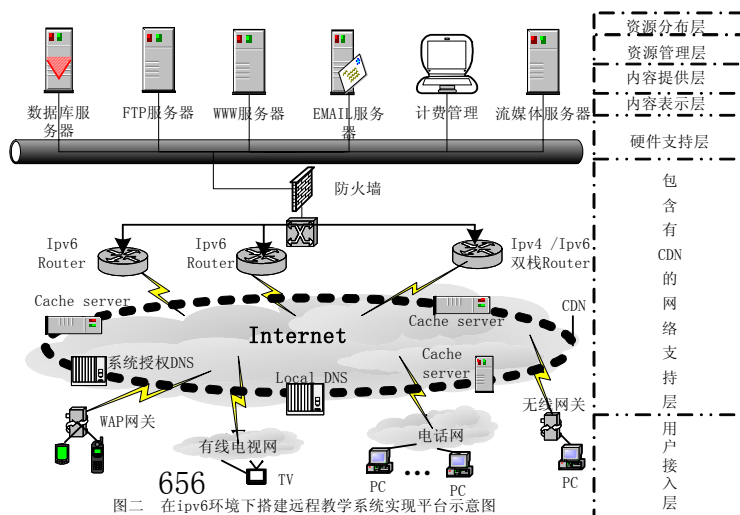 数据库服
务器
FTP服务器
WWW服务器
EMAIL服务
器
计费管理
流媒体服务器
防火墙
Ipv6
Router
Ipv6
Router
Ipv4 /Ipv6
双栈Router
Cache server
Cache server
CDN
Internet
系统授权DNS
Local DNS
Cache
server
WAP网关
有线电视网
电话网
无线网关
TV
PC
PC
PC
656
图二 在ipv6环境下搭建远程教学系统实现平台示意图
资源分布层
资源管理层
内容提供层
内容表示层
硬件支持层
包
含
有
CDN
的
网
络
支
持
层
用
户
接
入
层